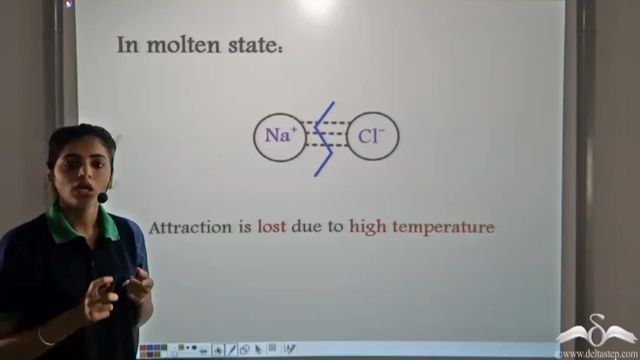 In molten state:
Na⁺ Cl⁻
Attraction is lost due to high temperature
©www.deltastep.com